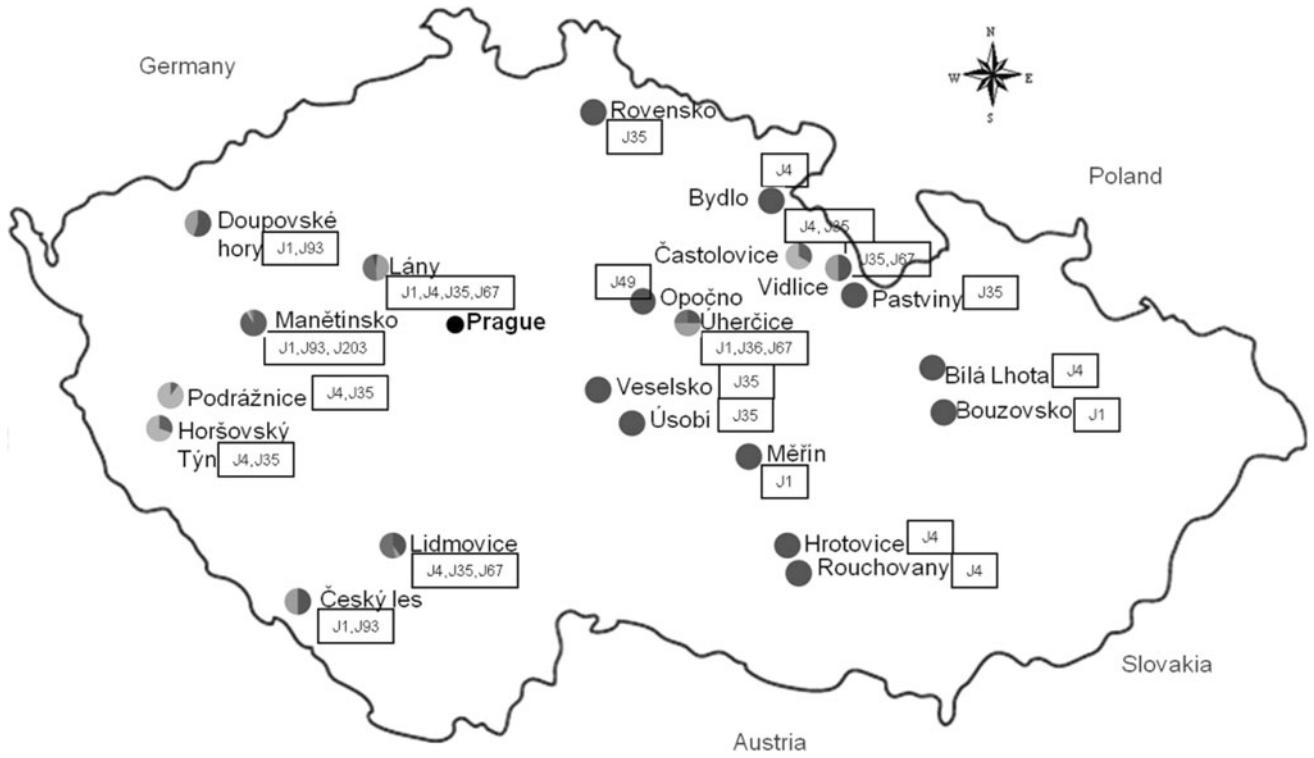 N
Germany
W
E
S
Rovensko
J35
J4
Poland
Bydlo
Doupovské
hory
J1,J93
J4, J35
Častolovice
J35,J67
Lány
J1,J4,J35,J67
Vidlice
J49
Opočno
Pastviny
J35
Manětínsko
J1,J93, J203
Prague
Úherčice
J1,J36,J67
Podrážnice
J4,J35
Veselsko
J35
Bílá Lhota
J4
Horšovský
Týn
J4,J35
Úsobí
J35
Bouzovsko
J1
Měřín
J1
Lidmovice
J4,J35,J67
Hrotovice
J4
Rouchovany
J4
Český les
J1,J93
Slovakia
Austria